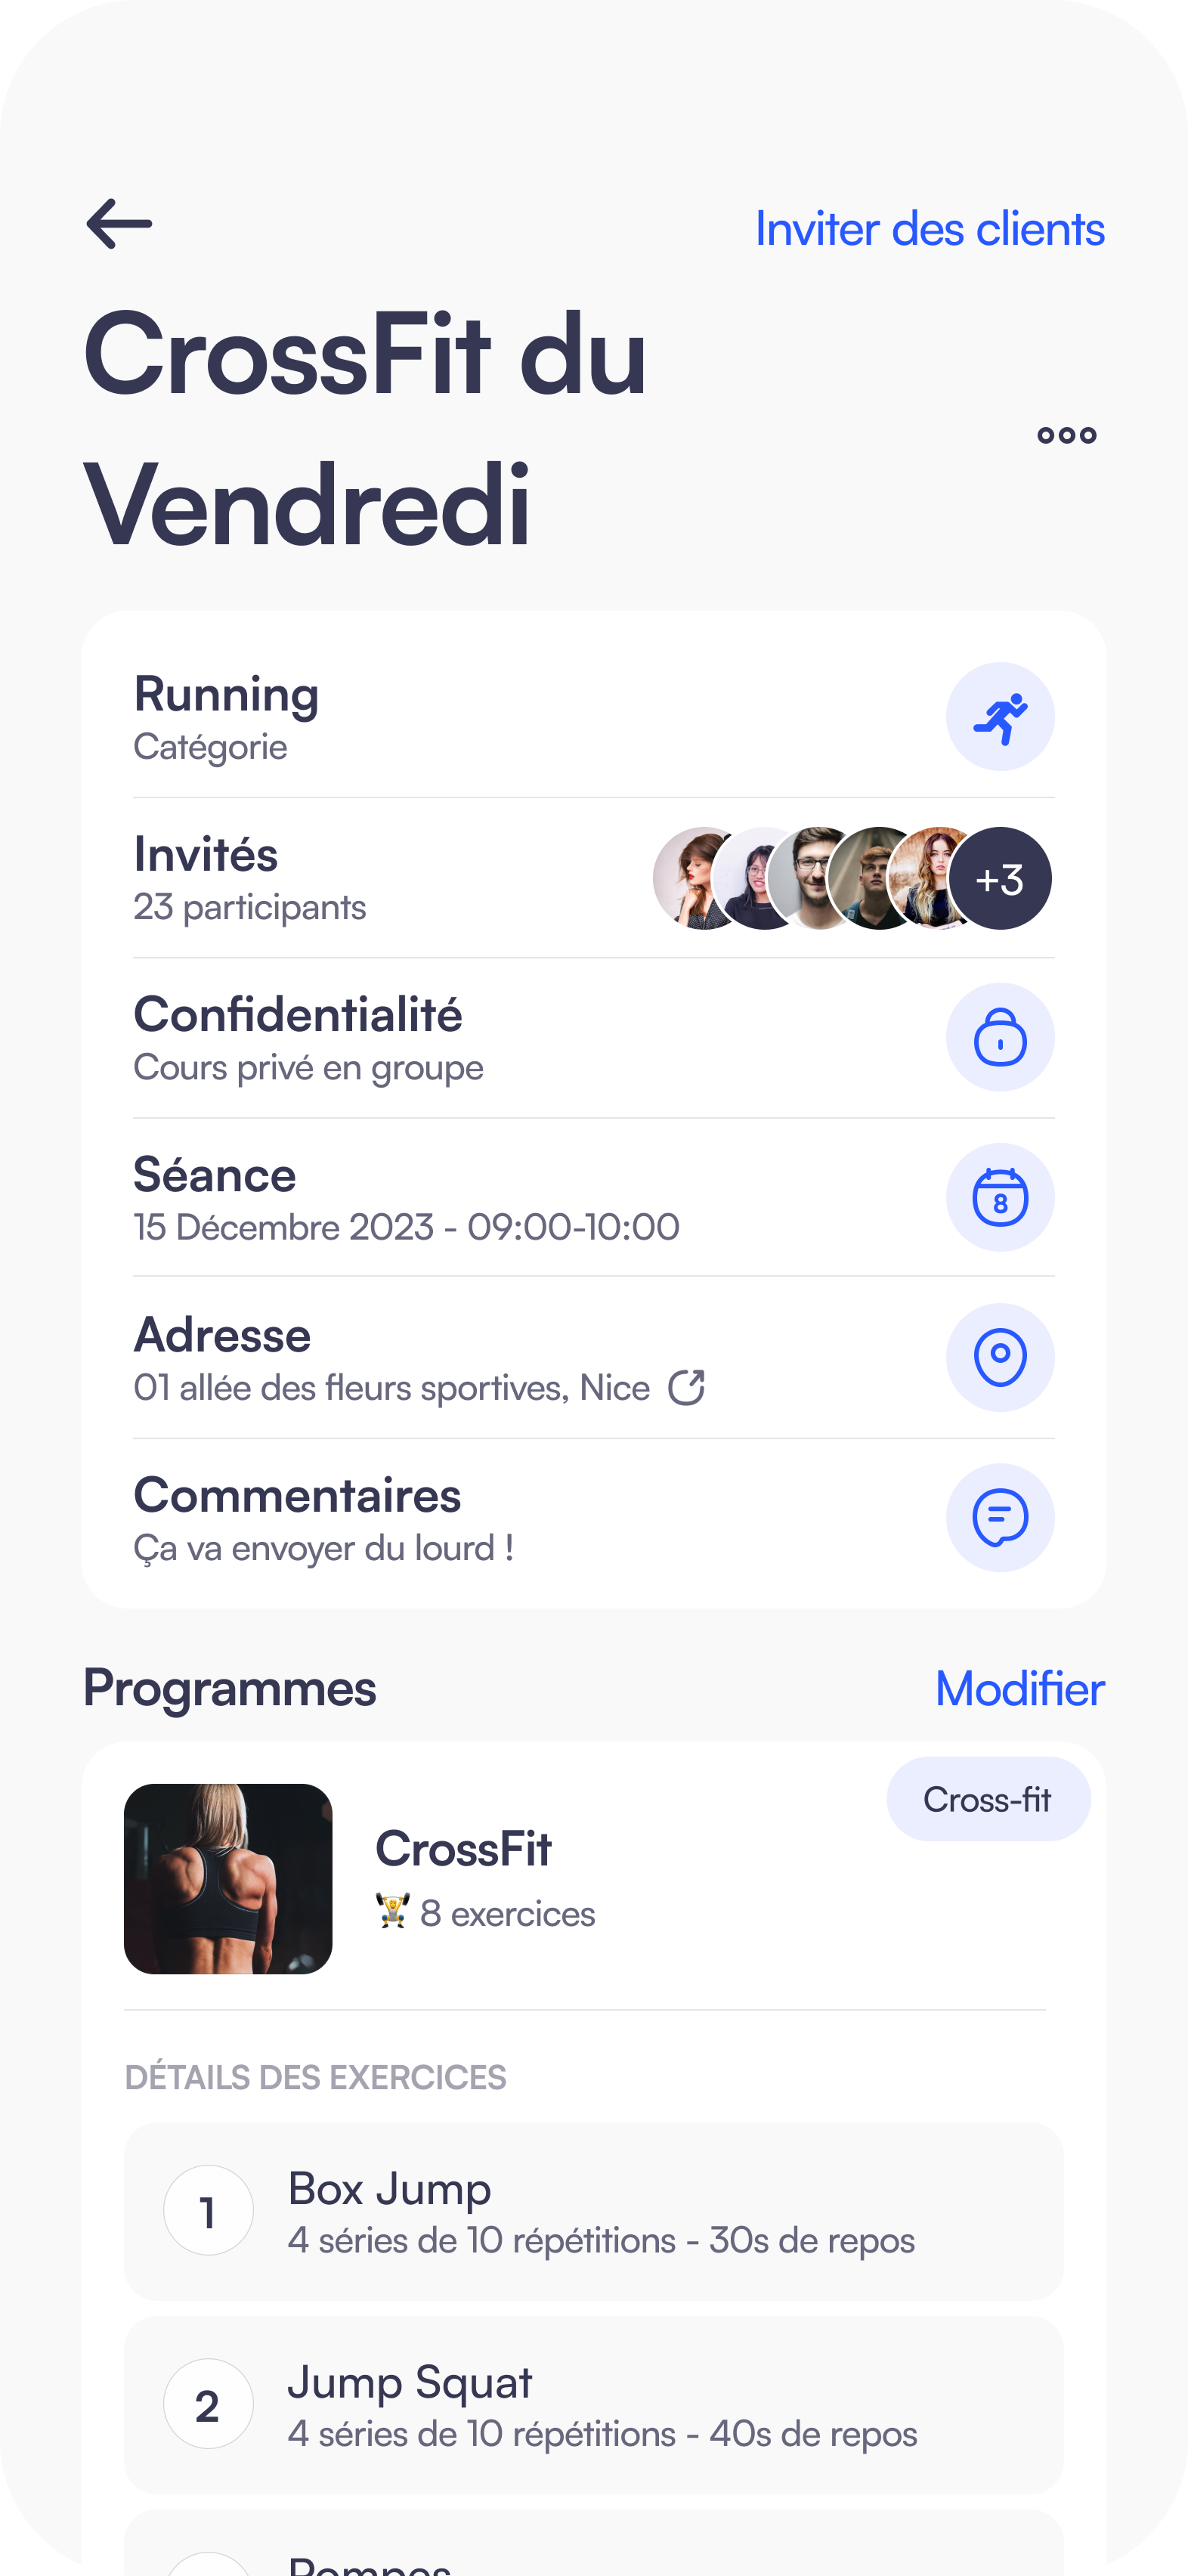 Inviter des clients
CrossFit du
Vendredi
Running
Catégorie
Invités
23 participants
+3
Confidentialité
Cours privé en groupe
Séance
15 Décembre 2023 - 09:00-10:00
8
Adresse
01 allée des fleurs sportives, Nice
Commentaires
Ça va envoyer du lourd !
Programmes
Modifier
Cross-fit
CrossFit
8 exercices
DÉTAILS DES EXERCICES
1
Box Jump
4 séries de 10 répétitions - 30s de repos
2
Jump Squat
4 séries de 10 répétitions - 40s de repos
Pompes